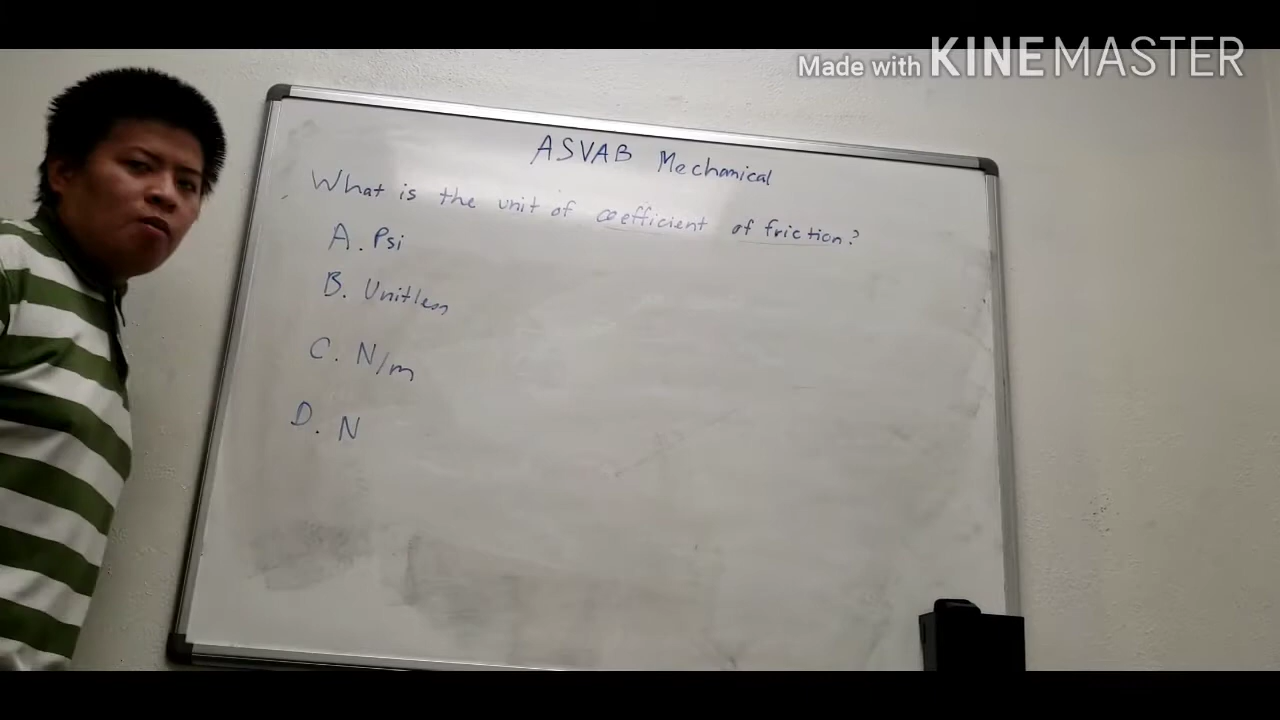 Made with KINEMASTER
ASVAB Mechanical
What is the unit of coefficient of friction?
A. Psi
B. Unitless
C. N/m
D. N